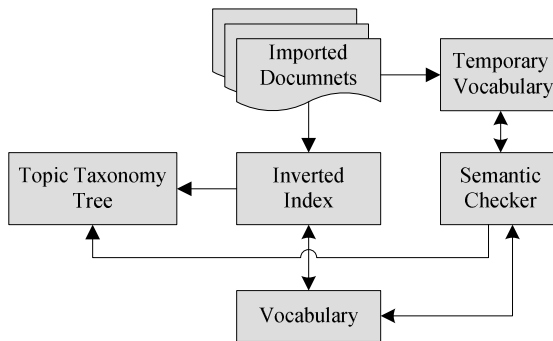 Imported
Documnets
Temporary
Vocabulary
Topic Taxonomy
Tree
Inverted
Index
Semantic
Checker
Vocabulary